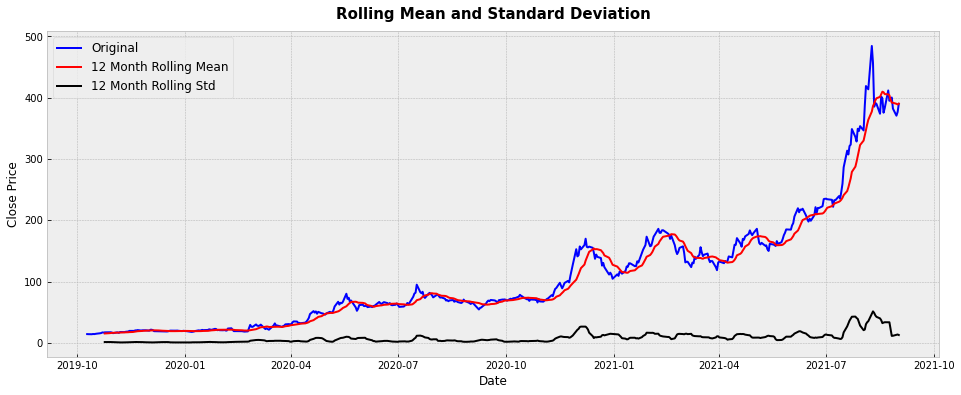 Rolling Mean and Standard Deviation
Original
12 Month Rolling Mean
12 Month Rolling Std
Close Price
500
400
300
200
100
0
2019-10 2020-01 2020-04 2020-07 2020-10 2021-01 2021-04 2021-07 2021-10
Date